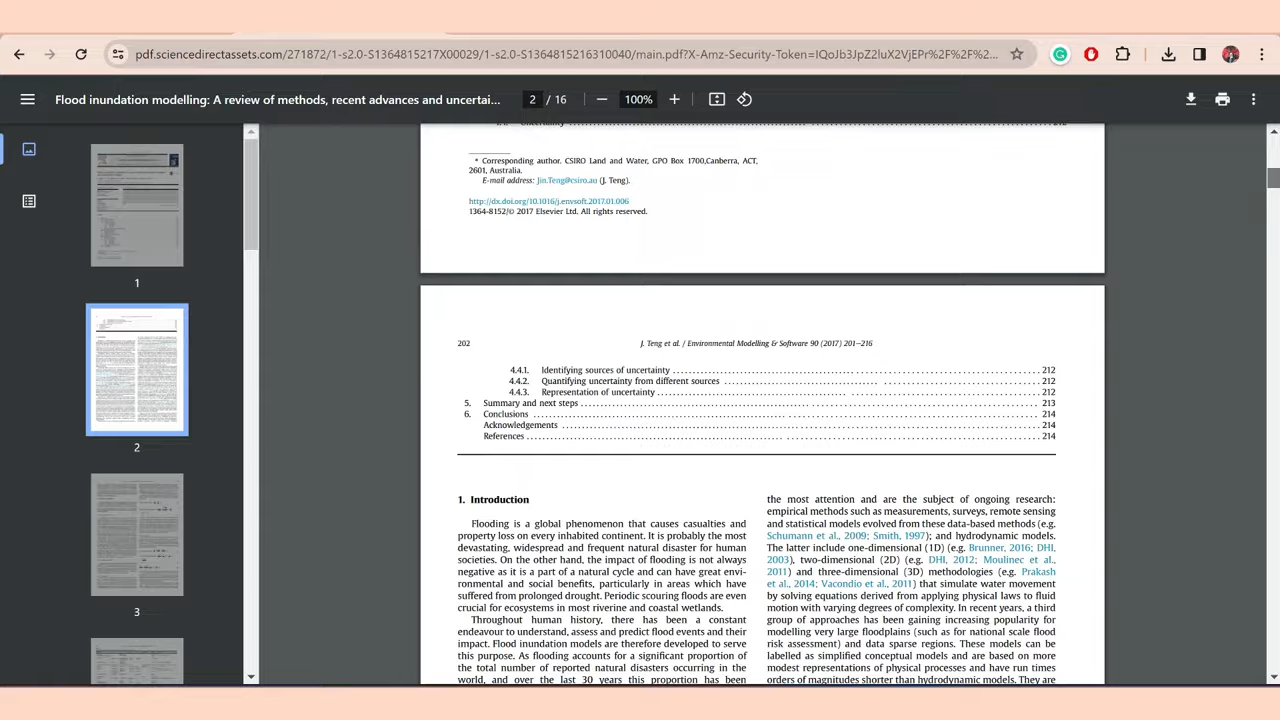 pdf.sciencedirectassets.com/271872/1-s2.0-S1364815217X00029/1-s2.0-S1364815216310040/main.pdf?X-Amz-Security-Token=IQoJb3JpZ2luX2VjEPr%2F%2F%2F...
Flood inundation modelling: A review of methods, recent advances and uncertai...
2 / 16
100%
* Corresponding author. CSIRO Land and Water, GPO Box 1700,Canberra, ACT,
2601, Australia.
E-mail address: Jin.Teng@csiro.au (J. Teng).
http://dx.doi.org/10.1016/j.envsoft.2017.01.006
1364-8152/© 2017 Elsevier Ltd. All rights reserved.
1
2
3
202
J. Teng et al. / Environmental Modelling & Software 90 (2017) 201–216
4.4.1. Identifying sources of uncertainty 212
4.4.2. Quantifying uncertainty from different sources 212
4.4.3. Representation of uncertainty 212
5. Summary and next steps 213
6. Conclusions 214
Acknowledgements 214
References 214
1. Introduction
Flooding is a global phenomenon that causes casualties and
property loss on every inhabited continent. It is probably the most
devastating, widespread and frequent natural disaster for human
societies. On the other hand, the impact of flooding is not always
negative as it is a part of a natural cycle and can have great envi-
ronmental and social benefits, particularly in areas which have
suffered from prolonged drought. Periodic scouring floods are even
crucial for ecosystems in most riverine and coastal wetlands.
Throughout human history, there has been a constant
endeavour to understand, assess and predict flood events and their
impact. Flood inundation models are therefore developed to serve
this purpose. As flooding accounts for a significant proportion of
the total number of reported natural disasters occurring in the
world, and over the last 30 years this proportion has been
the most attention and are the subject of ongoing research:
empirical methods such as measurements, surveys, remote sensing
and statistical models evolved from these data-based methods (e.g.
Schumann et al., 2009; Smith, 1997); and hydrodynamic models.
The latter include one-dimensional (1D) (e.g. Brunner, 2016; DHI,
2003), two-dimensional (2D) (e.g. DHI, 2012; Moulinec et al.,
2011) and three-dimensional (3D) methodologies (e.g. Prakash
et al., 2014; Vacondio et al., 2011) that simulate water movement
by solving equations derived from applying physical laws to fluid
motion with varying degrees of complexity. In recent years, a third
group of approaches has been gaining increasing popularity for
modelling very large floodplains (such as for national scale flood
risk assessment) and data sparse regions. These models can be
labelled as simplified conceptual models and are based on more
modest representations of physical processes and have run times
orders of magnitudes shorter than hydrodynamic models. They are